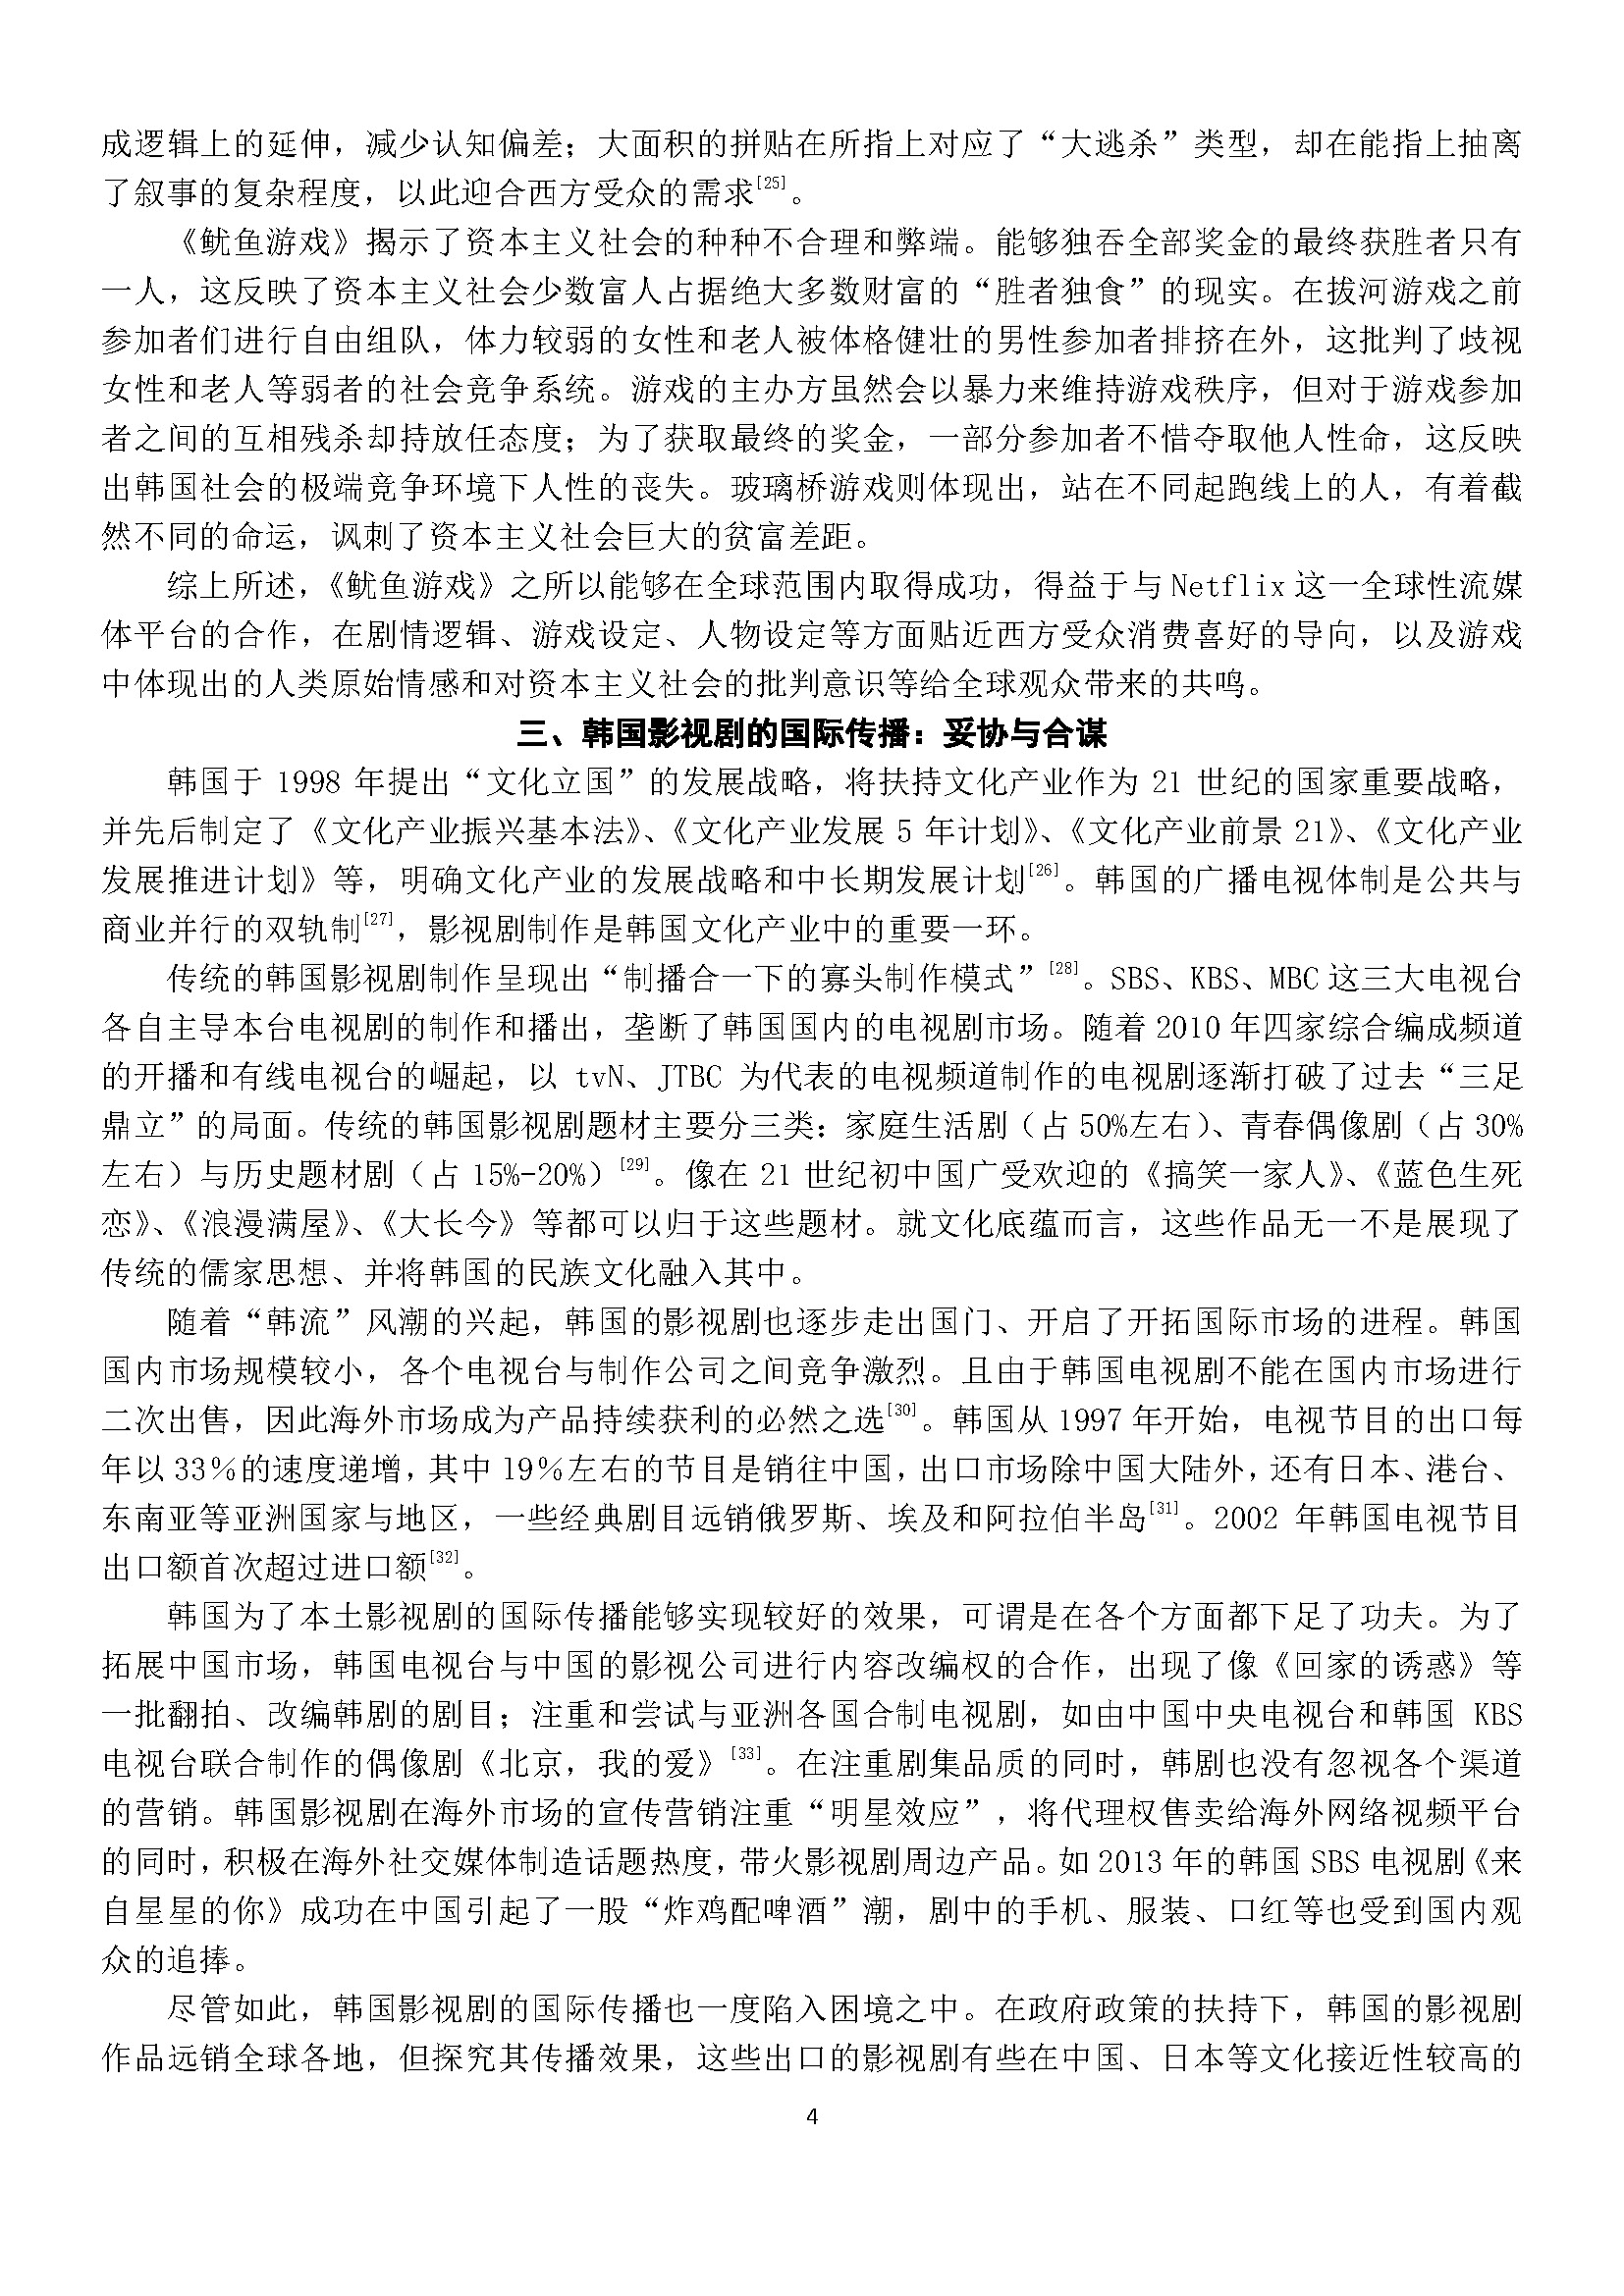 成逻辑上的延伸，减少认知偏差；大面积的拼贴在所指上对应了“大逃杀”类型，却在能指上抽离
了叙事的复杂程度，以此迎合西方受众的需求[25]。
《鱿鱼游戏》揭示了资本主义社会的种种不合理和弊端。能够独吞全部奖金的最终获胜者只有
一人，这反映了资本主义社会少数富人占据绝大多数财富的“胜者独食”的现实。在拔河游戏之前
参加者们进行自由组队，体力较弱的女性和老人被体格健壮的男性参加者排挤在外，这批判了歧视
女性和老人等弱者的社会竞争系统。游戏的主办方虽然会以暴力来维持游戏秩序，但对于游戏参加
者之间的互相残杀却持放任态度；为了获取最终的奖金，一部分参加者不惜夺取他人性命，这反映
出韩国社会的极端竞争环境下人性的丧失。玻璃桥游戏则体现出，站在不同起跑线上的人，有着截
然不同的命运，讽刺了资本主义社会巨大的贫富差距。
综上所述，《鱿鱼游戏》之所以能够在全球范围内取得成功，得益于与 Netflix 这一全球性流媒
体平台的合作，在剧情逻辑、游戏设定、人物设定等方面贴近西方受众消费喜好的导向，以及游戏
中体现出的人类原始情感和对资本主义社会的批判意识等给全球观众带来的共鸣。
三、韩国影视剧的国际传播：妥协与合谋
韩国于 1998 年提出“文化立国”的发展战略，将扶持文化产业作为 21 世纪的国家重要战略，
并先后制定了《文化产业振兴基本法》、《文化产业发展 5 年计划》、《文化产业前景 21》、《文化产业
发展推进计划》等，明确文化产业的发展战略和中长期发展计划[26]。韩国的广播电视体制是公共与
商业并行的双轨制[27]，影视剧制作是韩国文化产业中的重要一环。
传统的韩国影视剧制作呈现出“制播合一下的寡头制作模式”[28]。SBS、KBS、MBC 这三大电视台
各自主导本台电视剧的制作和播出，垄断了韩国国内的电视剧市场。随着 2010 年四家综合编成频道
的开播和有线电视台的崛起，以 tvN、JTBC 为代表的电视频道制作的电视剧逐渐打破了过去“三足
鼎立”的局面。传统的韩国影视剧题材主要分三类：家庭生活剧（占 50%左右）、青春偶像剧（占 30%
左右）与历史题材剧（占 15%-20%）[29]。像在 21 世纪初中国广受欢迎的《搞笑一家人》、《蓝色生死
恋》、《浪漫满屋》、《大长今》等都可以归于这些题材。就文化底蕴而言，这些作品无一不是展现了
传统的儒家思想、并将韩国的民族文化融入其中。
随着“韩流”风潮的兴起，韩国的影视剧也逐步走出国门、开启了开拓国际市场的进程。韩国
国内市场规模较小，各个电视台与制作公司之间竞争激烈。且由于韩国电视剧不能在国内市场进行
二次出售，因此海外市场成为产品持续获利的必然之选[30]。韩国从 1997 年开始，电视节目的出口每
年以 33％的速度递增，其中 19％左右的节目是销往中国，出口市场除中国大陆外，还有日本、港台、
东南亚等亚洲国家与地区，一些经典剧目远销俄罗斯、埃及和阿拉伯半岛[31]。2002 年韩国电视节目
出口额首次超过进口额[32]。
韩国为了本土影视剧的国际传播能够实现较好的效果，可谓是在各个方面都下足了功夫。为了
拓展中国市场，韩国电视台与中国的影视公司进行内容改编权的合作，出现了像《回家的诱惑》等
一批翻拍、改编韩剧的剧目；注重和尝试与亚洲各国合制电视剧，如由中国中央电视台和韩国 KBS
电视台联合制作的偶像剧《北京，我的爱》[33]。在注重剧集品质的同时，韩剧也没有忽视各个渠道
的营销。韩国影视剧在海外市场的宣传营销注重“明星效应”，将代理权售卖给海外网络视频平台
的同时，积极在海外社交媒体制造话题热度，带火影视剧周边产品。如 2013 年的韩国 SBS 电视剧《来
自星星的你》成功在中国引起了一股“炸鸡配啤酒”潮，剧中的手机、服装、口红等也受到国内观
众的追捧。
尽管如此，韩国影视剧的国际传播也一度陷入困境之中。在政府政策的扶持下，韩国的影视剧
作品远销全球各地，但探究其传播效果，这些出口的影视剧有些在中国、日本等文化接近性较高的
4